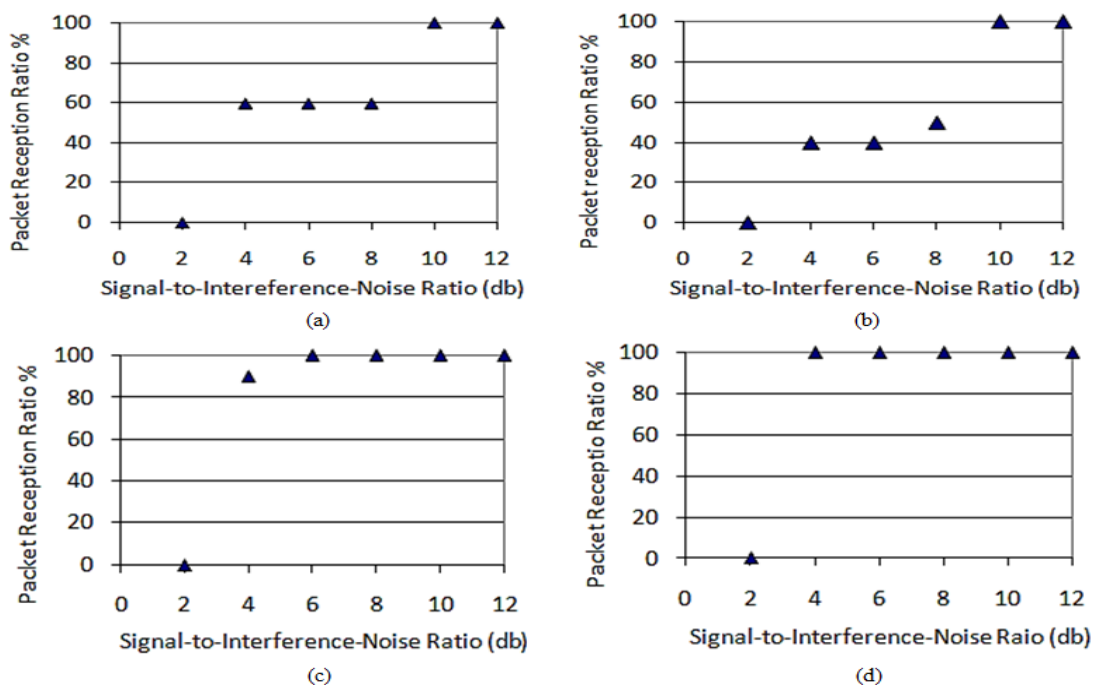 Packet Reception Ratio %
100
80
60
40
20
0
0 2 4 6 8 10 12
Signal-to-Intereference-Noise Ratio (db)
(a)
Packet reception Ratio %
100
80
60
40
20
0
0 2 4 6 8 10 12
Signal-to-Interference-Noise Ratio (db)
(b)
Packet Reception Ratio %
100
80
60
40
20
0
0 2 4 6 8 10 12
Signal-to-Interference-Noise Ratio (db)
(c)
Packet Receptio Ratio %
100
80
60
40
20
0
0 2 4 6 8 10 12
Signal-to-Interference-Noise Raio (db)
(d)